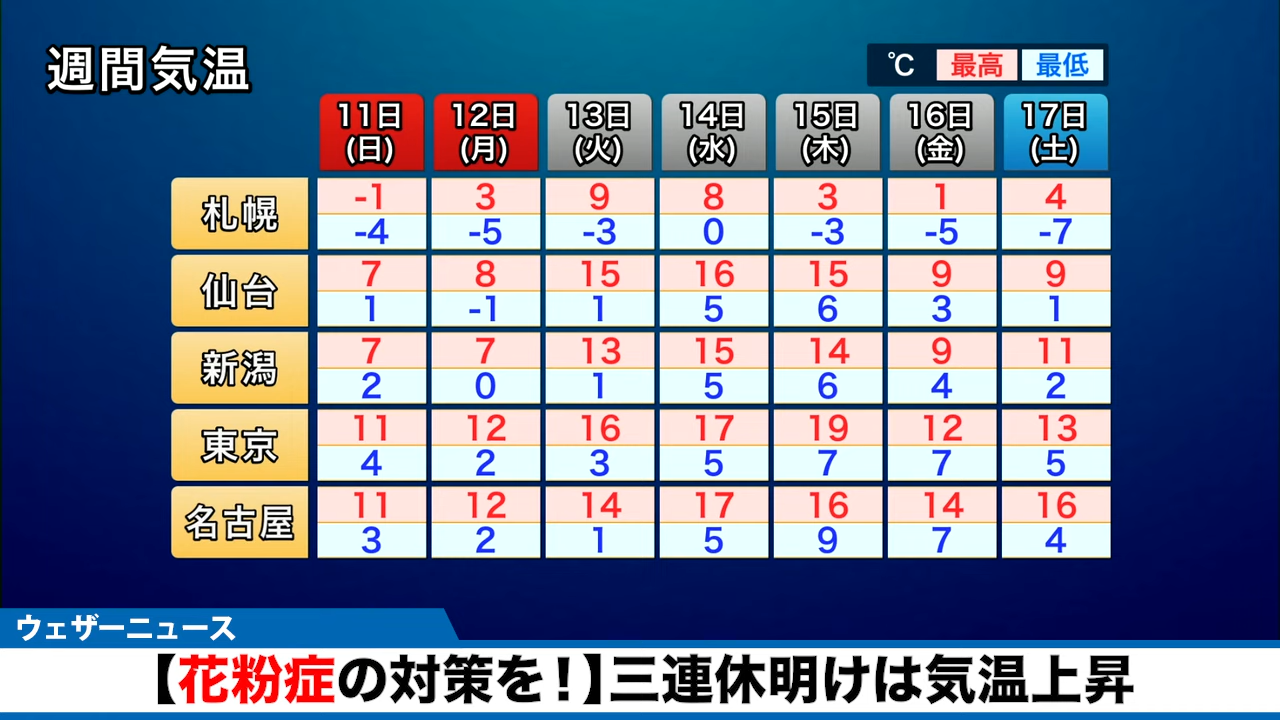 週間気温
℃ 最高 最低
11日 12日 13日 14日 15日 16日 17日
(日) (月) (火) (水) (木) (金) (土)
札幌
-1 3 9 8 3 1 4
-4 -5 -3 0 -3 -5 -7
仙台
7 8 15 16 15 9 9
1 -1 1 5 6 3 1
新潟
7 7 13 15 14 9 11
2 0 1 5 6 4 2
東京
11 12 16 17 19 12 13
4 2 3 5 7 7 5
名古屋
11 12 14 17 16 14 16
3 2 1 5 9 7 4
ウェザーニュース
【花粉症の対策を！】三連休明けは気温上昇